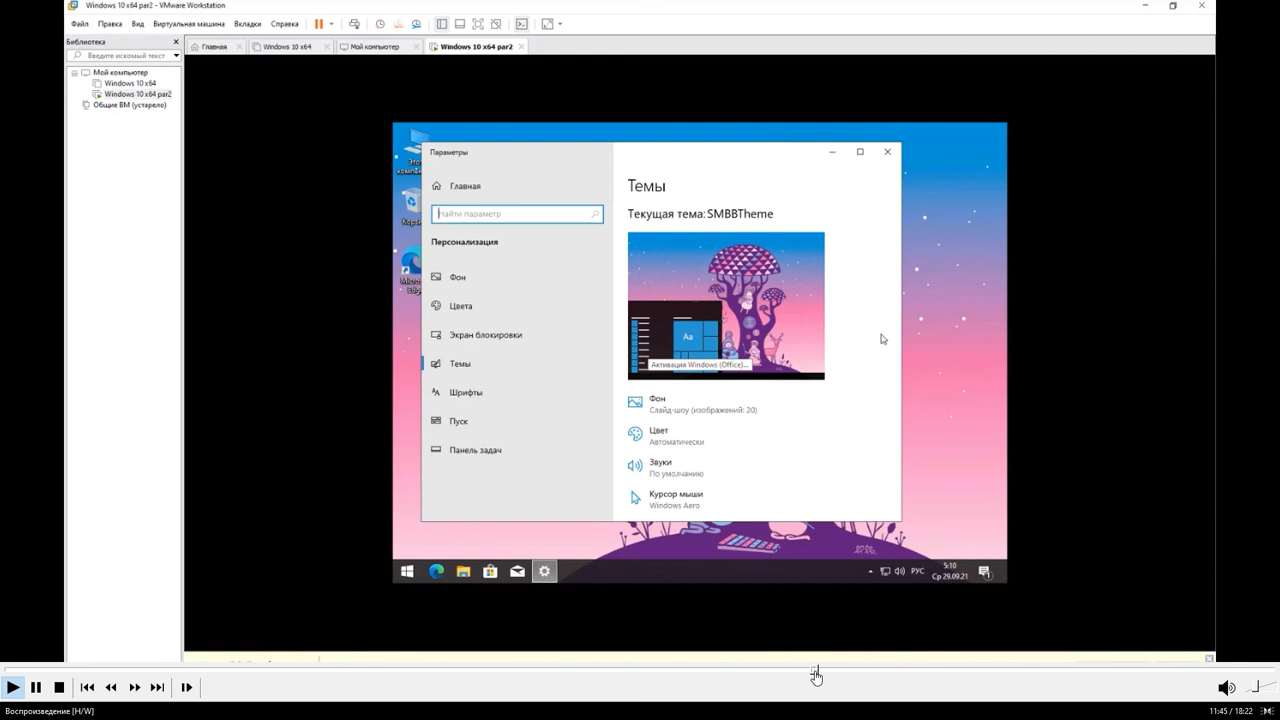 Windows 10 x64 par2 - VMware Workstation
Файл Правка Вид Виртуальная машина Вкладки Справка
Библиотека
Введите искомый текст
Мой компьютер
Windows 10 x64
Windows 10 x64 par2
Общие ВМ (устарело)
Главная Windows 10 x64 Мой компьютер Windows 10 x64 par2
Параметры
Главная
Найти параметр
Персонализация
Фон
Цвета
Экран блокировки
Темы
Шрифты
Пуск
Панель задач
Темы
Текущая тема: SMBBTheme
Aa
Активация Windows (Office)...
Фон
Слайд-шоу (изображений: 20)
Цвет
Автоматически
Звуки
По умолчанию
Курсор мыши
Windows Aero
РУС
5:10
Ср 29.09.21
1
Воспроизведение [H/W]
11:45 / 18:22